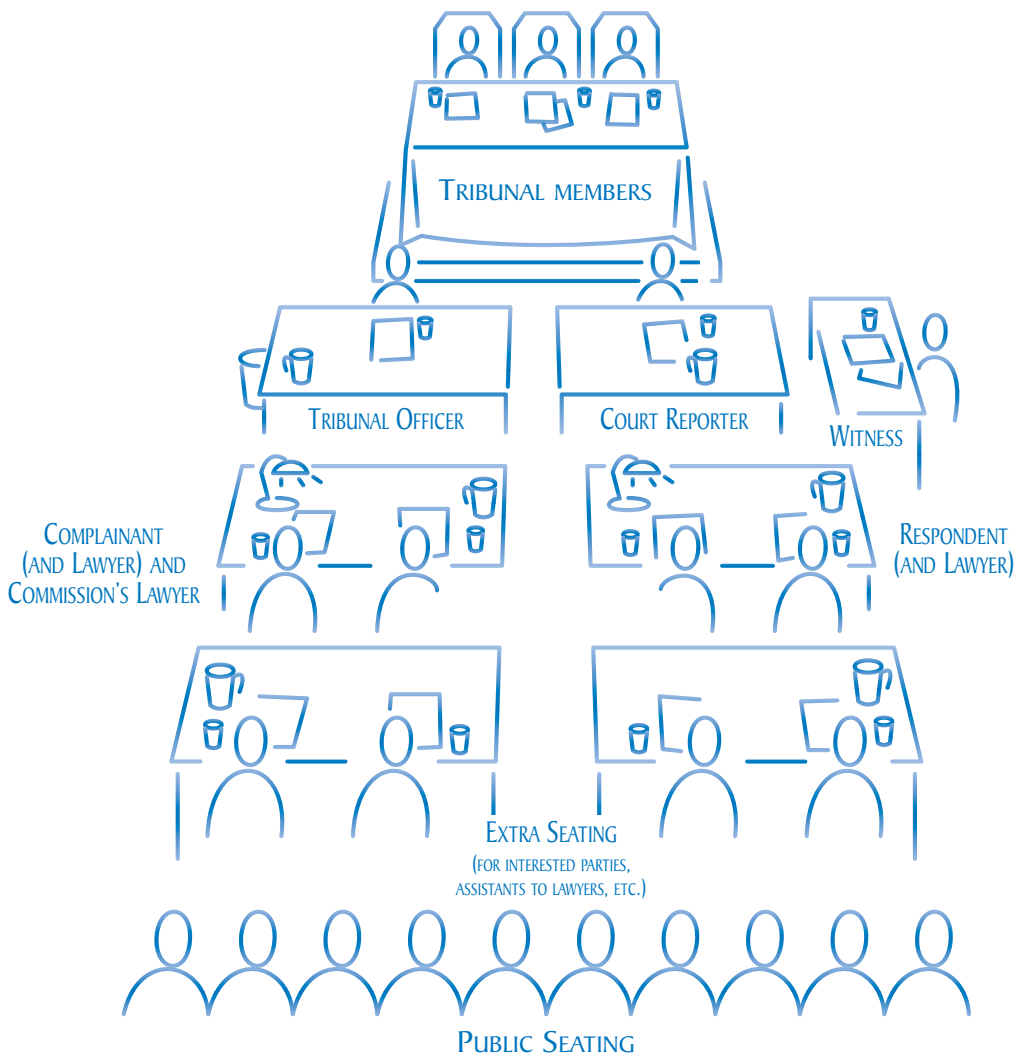 Tribunal members
Tribunal Officer
Court Reporter
Witness
Complainant
(and Lawyer) and
Commission's Lawyer
Respondent
(and Lawyer)
Extra Seating
(for interested parties,
assistants to lawyers, etc.)
Public Seating